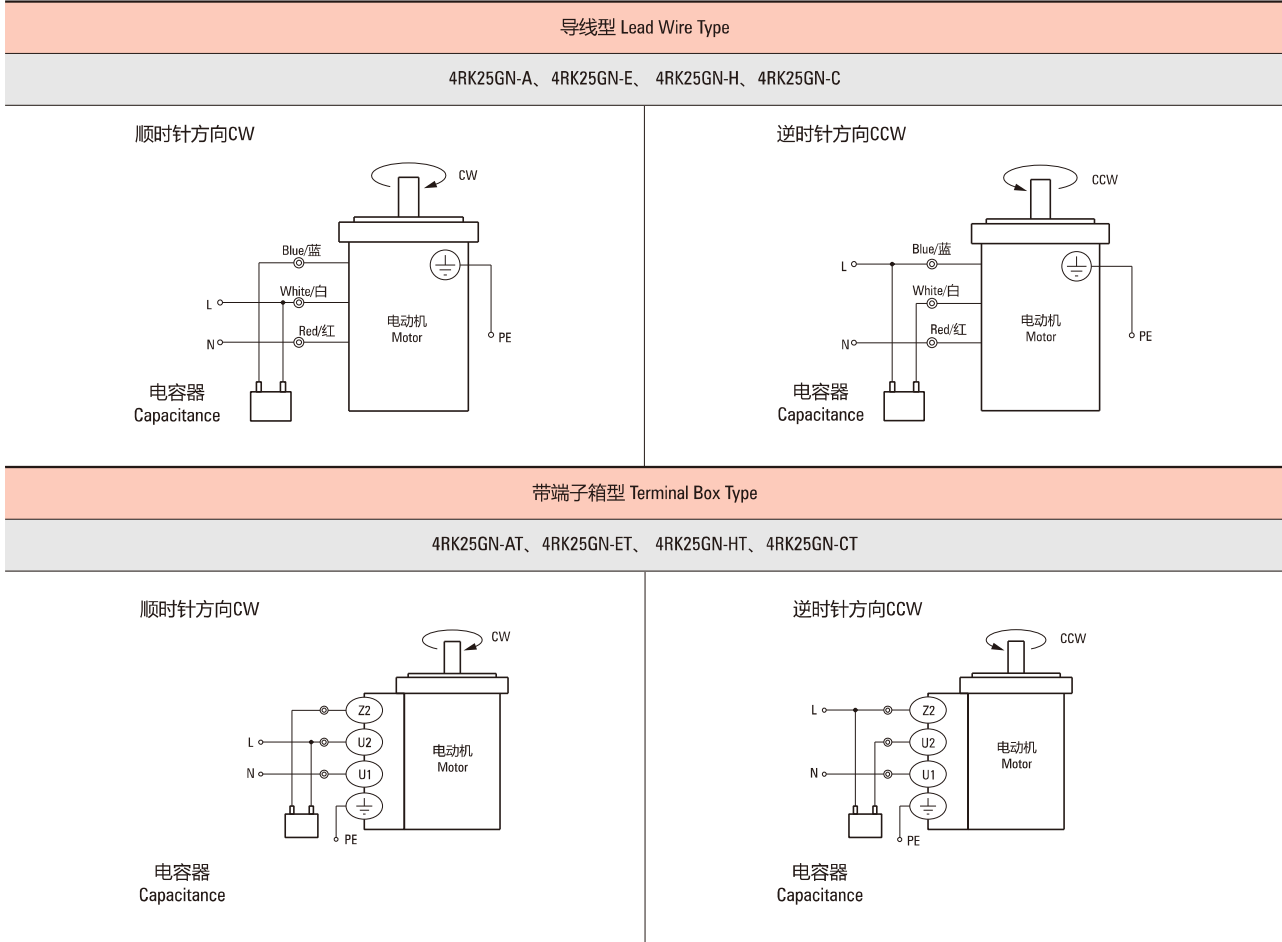 导线型 Lead Wire Type
4RK25GN-A、4RK25GN-E、 4RK25GN-H、4RK25GN-C
顺时针方向CW
CW
Blue/蓝
White/白
L
Red/红
N
电动机
Motor
PE
电容器
Capacitance
逆时针方向CCW
CCW
Blue/蓝
L
White/白
Red/红
N
电动机
Motor
PE
电容器
Capacitance
带端子箱型 Terminal Box Type
4RK25GN-AT、4RK25GN-ET、 4RK25GN-HT、4RK25GN-CT
顺时针方向CW
CW
Z2
L
U2
N
U1
电动机
Motor
PE
电容器
Capacitance
逆时针方向CCW
CCW
L
Z2
U2
N
U1
电动机
Motor
PE
电容器
Capacitance